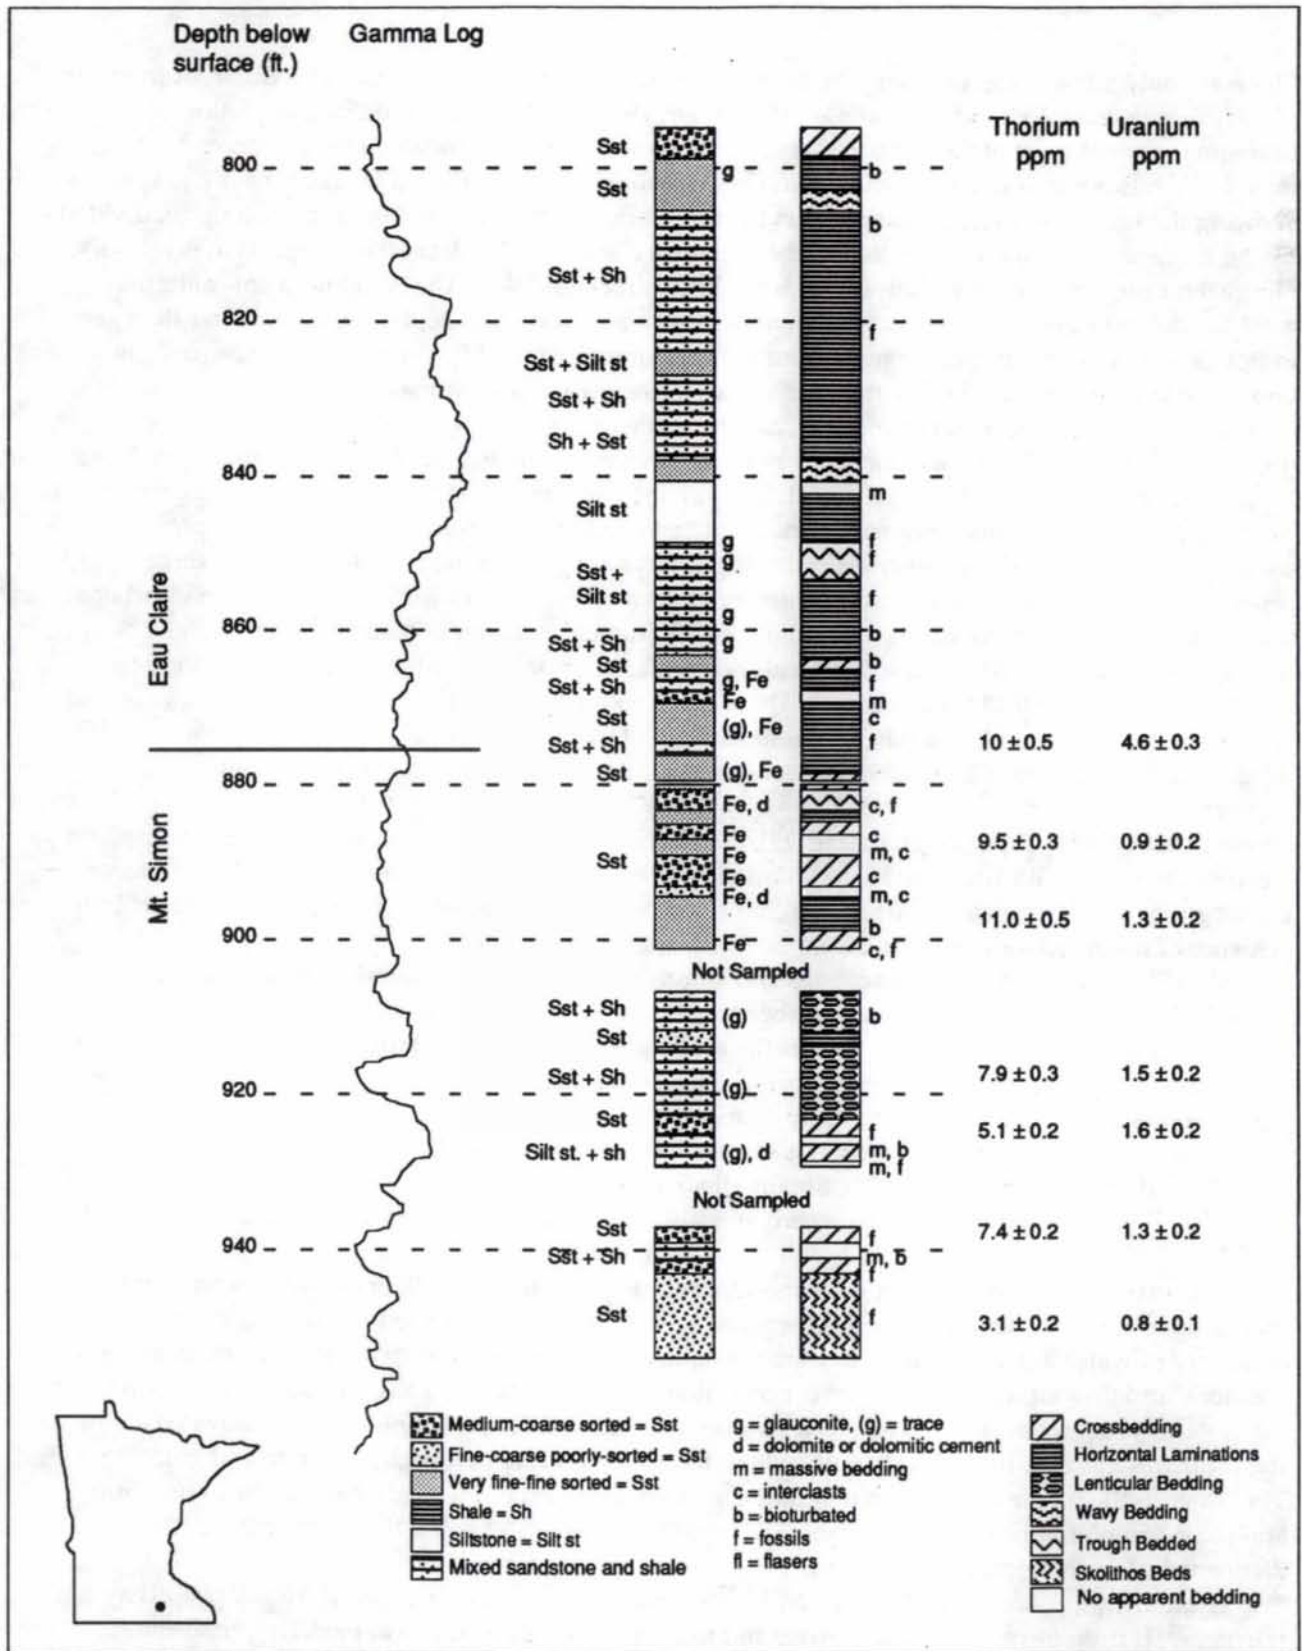 Depth below Gamma Log
surface (ft.)
Thorium Uranium
ppm ppm
Sst
800 g b
Sst
b
Sst + Sh
820 f
Sst + Silt st
Sst + Sh
Sh + Sst
840
m
Silt st
g f
g f
Sst +
Silt st f
g
860 b
Sst + Sh g
Sst b
Sst + Sh g, Fe f
Fe m
Sst c
(g), Fe
Sst + Sh f 10 ± 0.5 4.6 ± 0.3
Sst (g), Fe
880
Fe, d c, f
Fe c 9.5 ± 0.3 0.9 ± 0.2
Fe m, c
Sst
Fe c
Fe, d m, c
11.0 ± 0.5 1.3 ± 0.2
b
900 Fe c, f
Not Sampled
Sst + Sh (g) b
Sst
Sst + Sh (g) 7.9 ± 0.3 1.5 ± 0.2
920
Sst f 5.1 ± 0.2 1.6 ± 0.2
Silt st. + sh (g), d m, b
m, f
Not Sampled
Sst f 7.4 ± 0.2 1.3 ± 0.2
940
Sst + Sh m, b
f
Sst f 3.1 ± 0.2 0.8 ± 0.1
Eau Claire
Mt. Simon
Medium-coarse sorted = Sst
Fine-coarse poorly-sorted = Sst
Very fine-fine sorted = Sst
Shale = Sh
Siltstone = Silt st
Mixed sandstone and shale
g = glauconite, (g) = trace
d = dolomite or dolomitic cement
m = massive bedding
c = interclasts
b = bioturbated
f = fossils
fl = flasers
Crossbedding
Horizontal Laminations
Lenticular Bedding
Wavy Bedding
Trough Bedded
Skolithos Beds
No apparent bedding